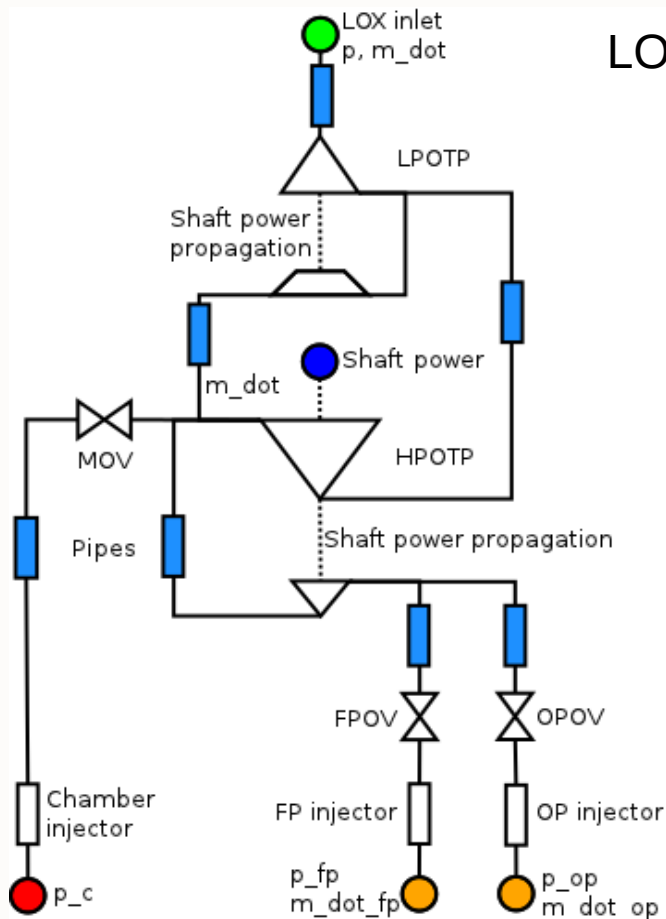 LOX inlet
p, m_dot
LO
LPOTP
Shaft power
propagation
Shaft power
m_dot
MOV
HPOTP
Shaft power propagation
Pipes
FPOV
OPOV
Chamber
injector
FP injector
OP injector
p_c
p_fp
m_dot_fp
p_op
m_dot_op